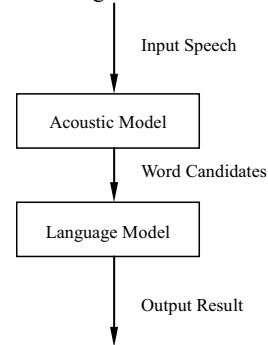 Input Speech
Acoustic Model
Word Candidates
Language Model
Output Result